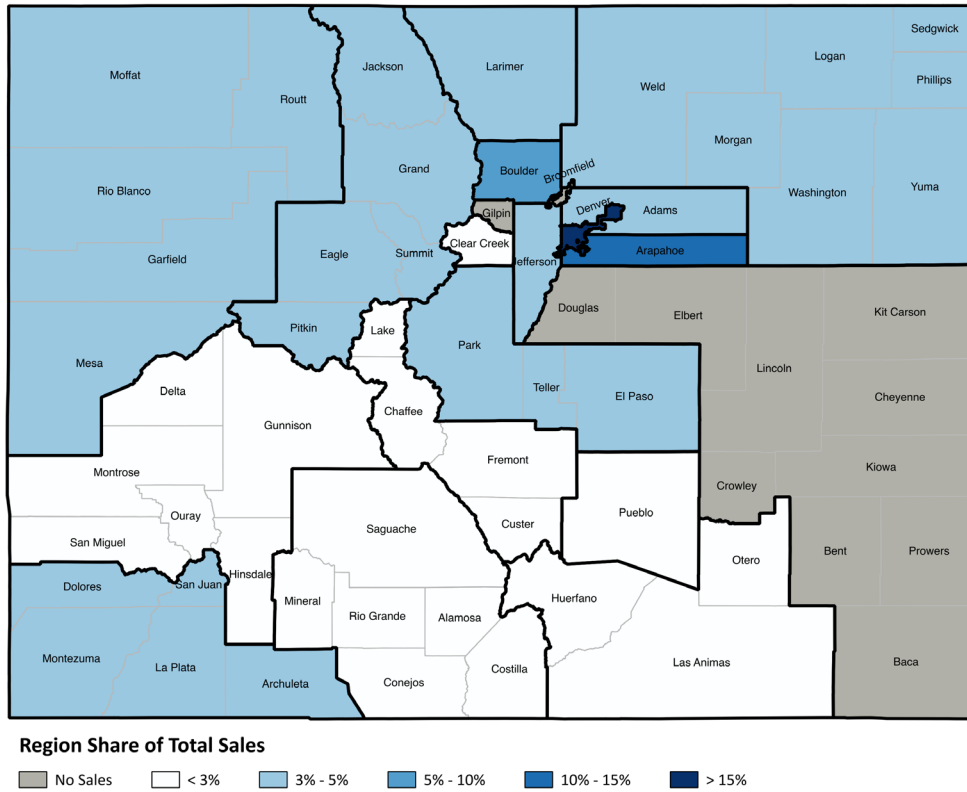 Sedgwick
Logan
Jackson
Larimer
Moffat
Phillips
Weld
Routt
Morgan
Grand
Boulder
Broomfield
Rio Blanco
Washington
Yuma
Denver
Adams
Gilpin
Clear Creek
Arapahoe
Eagle
Summit
Garfield
Jefferson
Douglas
Elbert
Kit Carson
Pitkin
Lake
Park
Mesa
Lincoln
Delta
Teller
El Paso
Cheyenne
Chaffee
Gunnison
Fremont
Kiowa
Montrose
Crowley
Ouray
Pueblo
Custer
Saguache
San Miguel
Bent
Prowers
Otero
Hinsdale
Dolores
San Juan
Mineral
Huerfano
Rio Grande
Alamosa
Montezuma
La Plata
Costilla
Las Animas
Baca
Archuleta
Conejos
Region Share of Total Sales
No Sales
< 3%
3% - 5%
5% - 10%
10% - 15%
> 15%